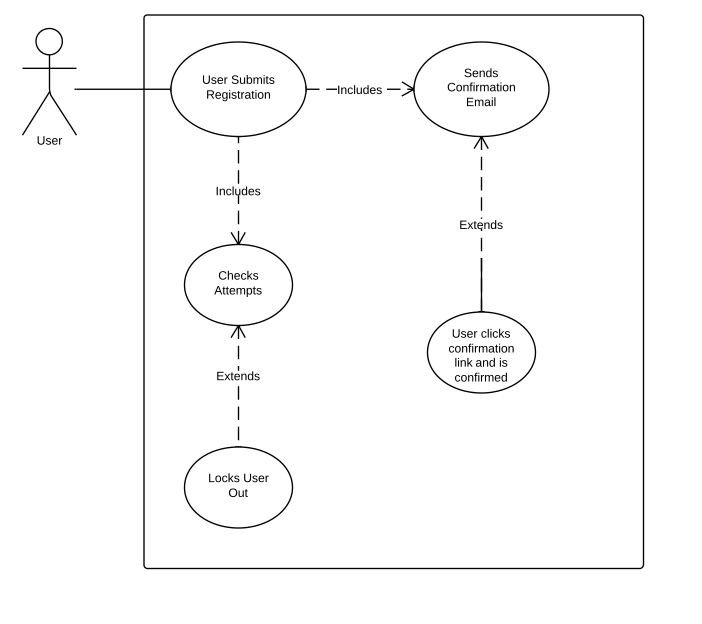 User Submits
Registration
Includes
Sends
Confirmation
Email
User
Includes
Extends
Checks
Attempts
User clicks
confirmation
link and is
confirmed
Extends
Locks User
Out